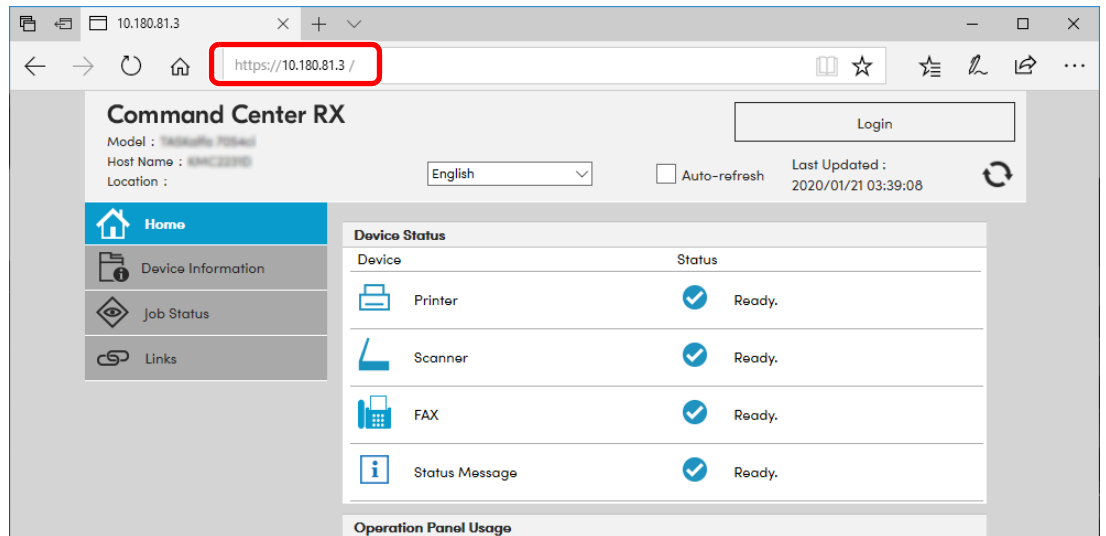 10.180.81.3
https://10.180.81.3 /
Command Center RX
Login
Model :
Host Name :
Location :
English
Auto-refresh
Last Updated :
2020/01/21 03:39:08
Home
Device Information
Job Status
Links
Device Status
Device Status
Printer Ready.
Scanner Ready.
FAX Ready.
Status Message Ready.
Operation Panel Usage